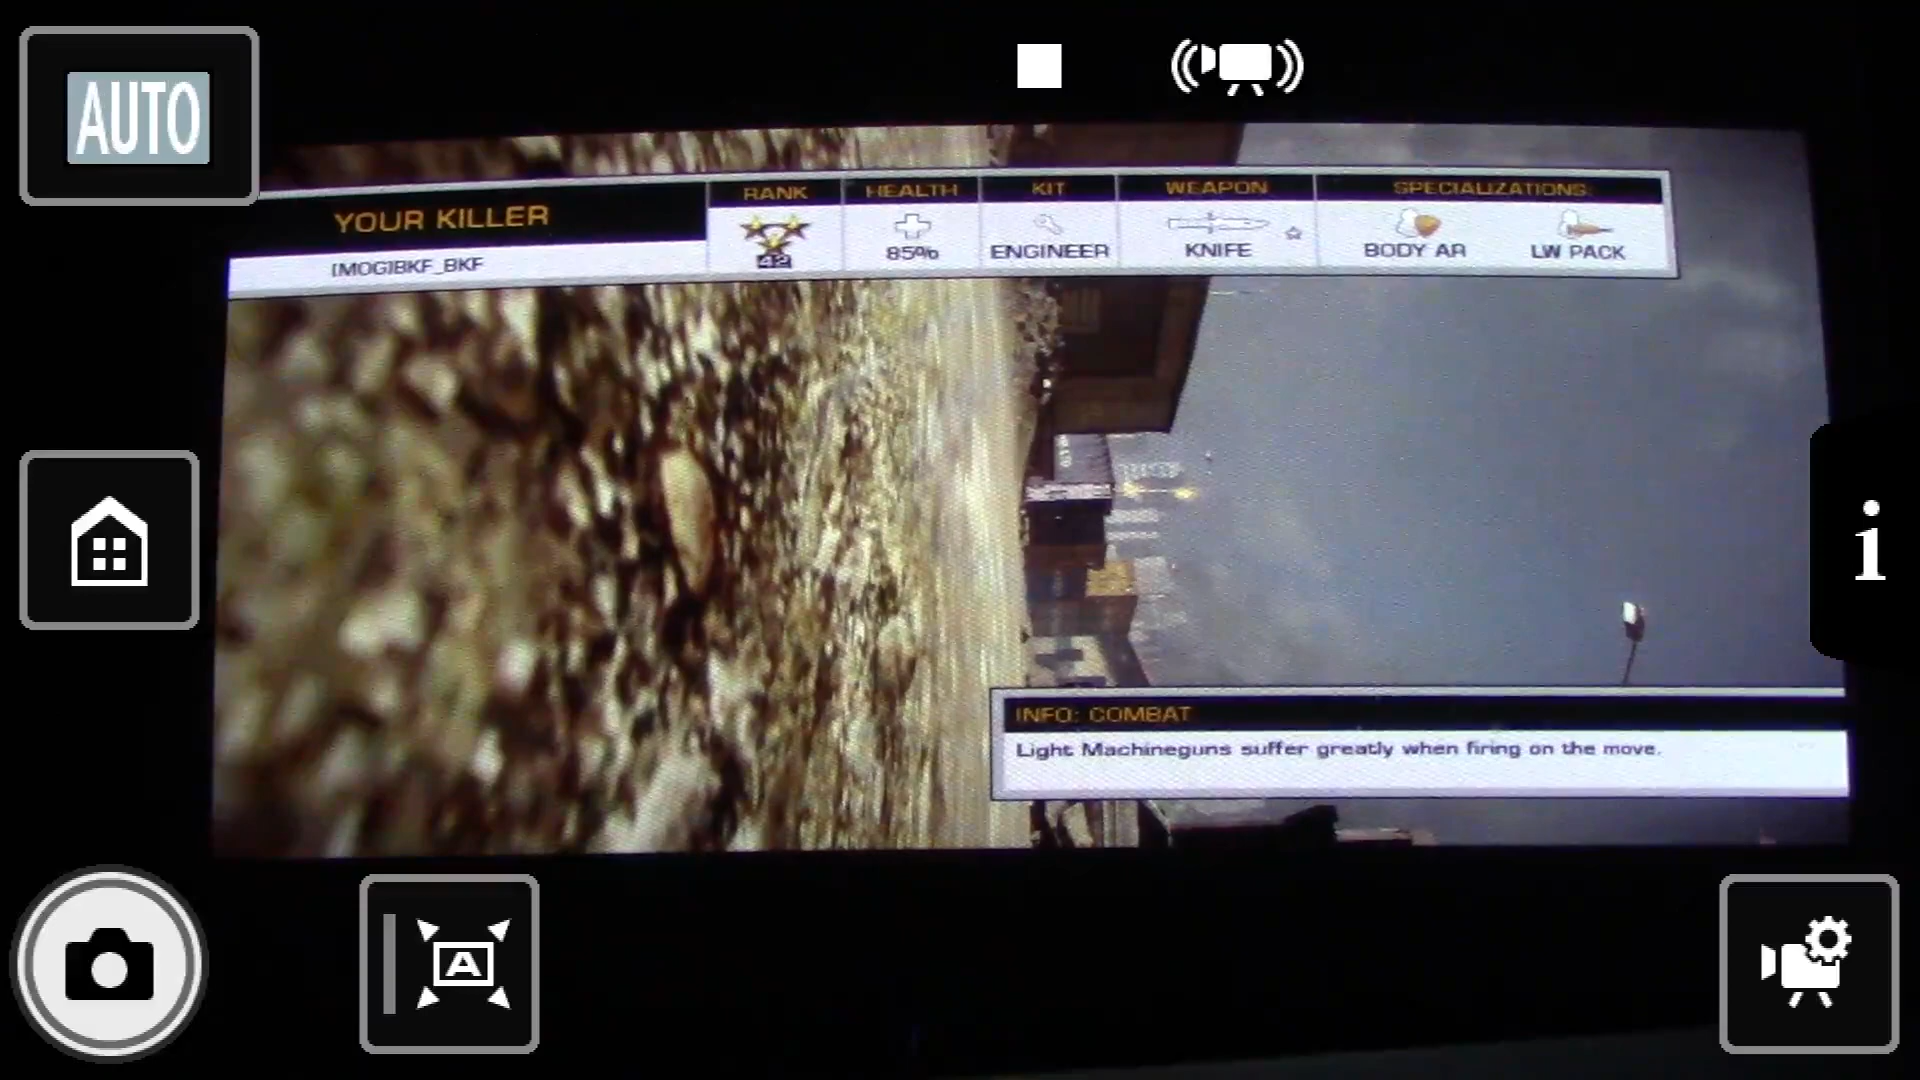 AUTO
YOUR KILLER
[MOG]BKF_BKF
RANK
42
HEALTH
85%
KIT
ENGINEER
WEAPON
KNIFE
SPECIALIZATIONS:
BODY AR
LW PACK
i
INFO: COMBAT
Light Machineguns suffer greatly when firing on the move.
A